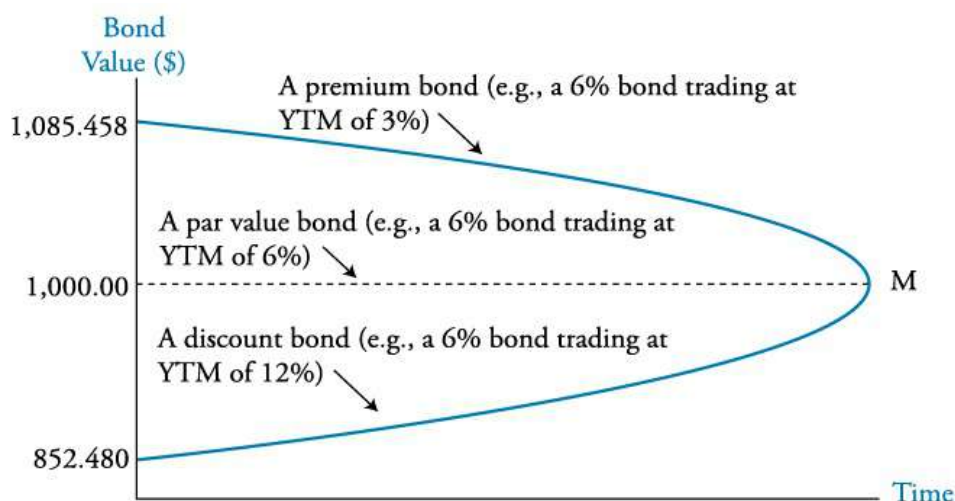 Bond
Value ($)
A premium bond (e.g., a 6% bond trading at
YTM of 3%)
1,085.458
A par value bond (e.g., a 6% bond trading at
YTM of 6%)
1,000.00
M
A discount bond (e.g., a 6% bond trading at
YTM of 12%)
852.480
Time